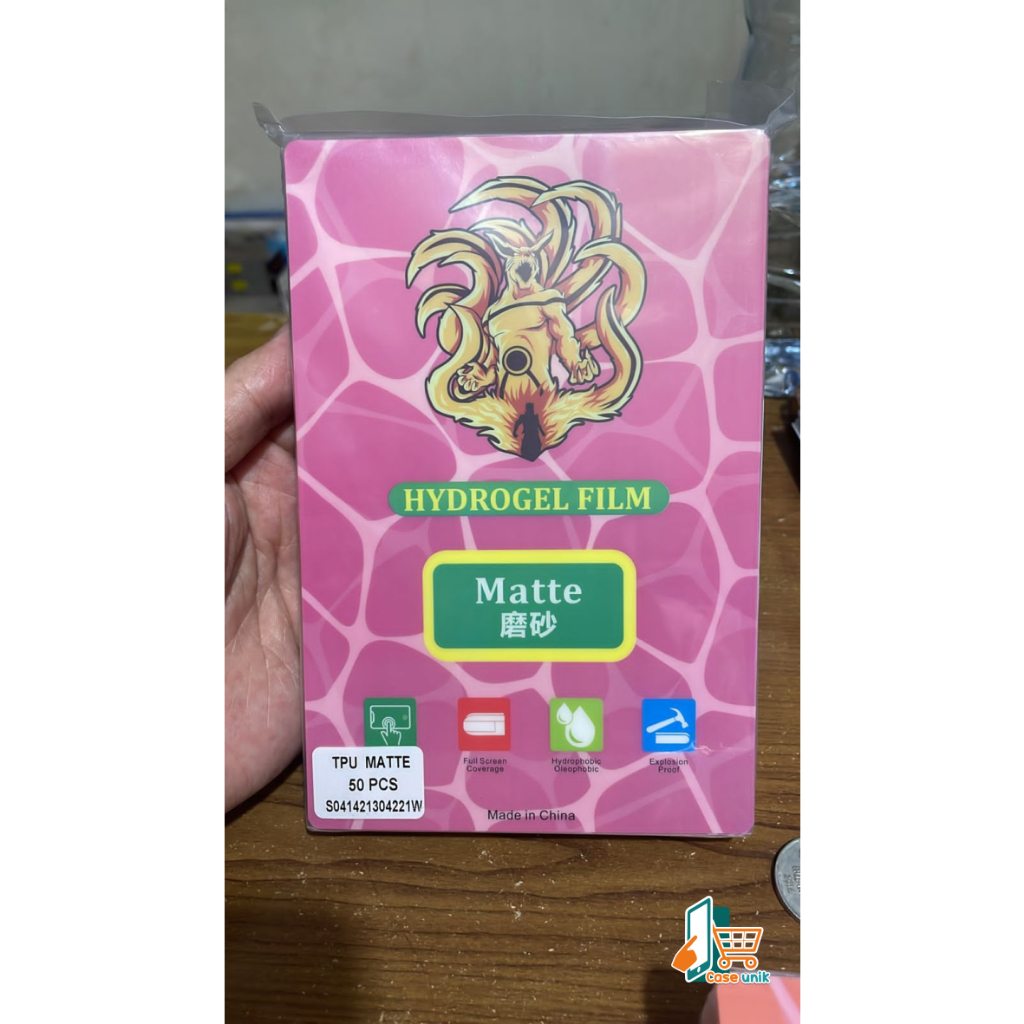 HYDROGEL FILM
Matte
磨砂
Full Screen
Coverage
Hydrophobic
Oleophobic
Explosion
Proof
TPU MATTE
50 PCS
S041421304221W
Made in China
Case unik